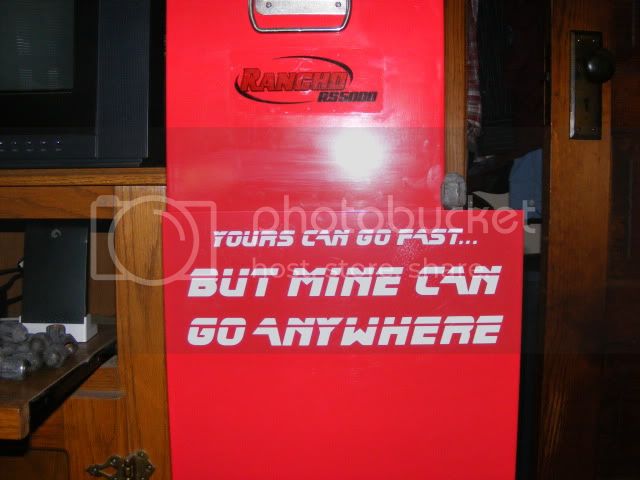 RANCHO
RS5000
photobucket
host. store. share.
YOURS CAN GO FAST...
BUT MINE CAN
GO ANYWHERE